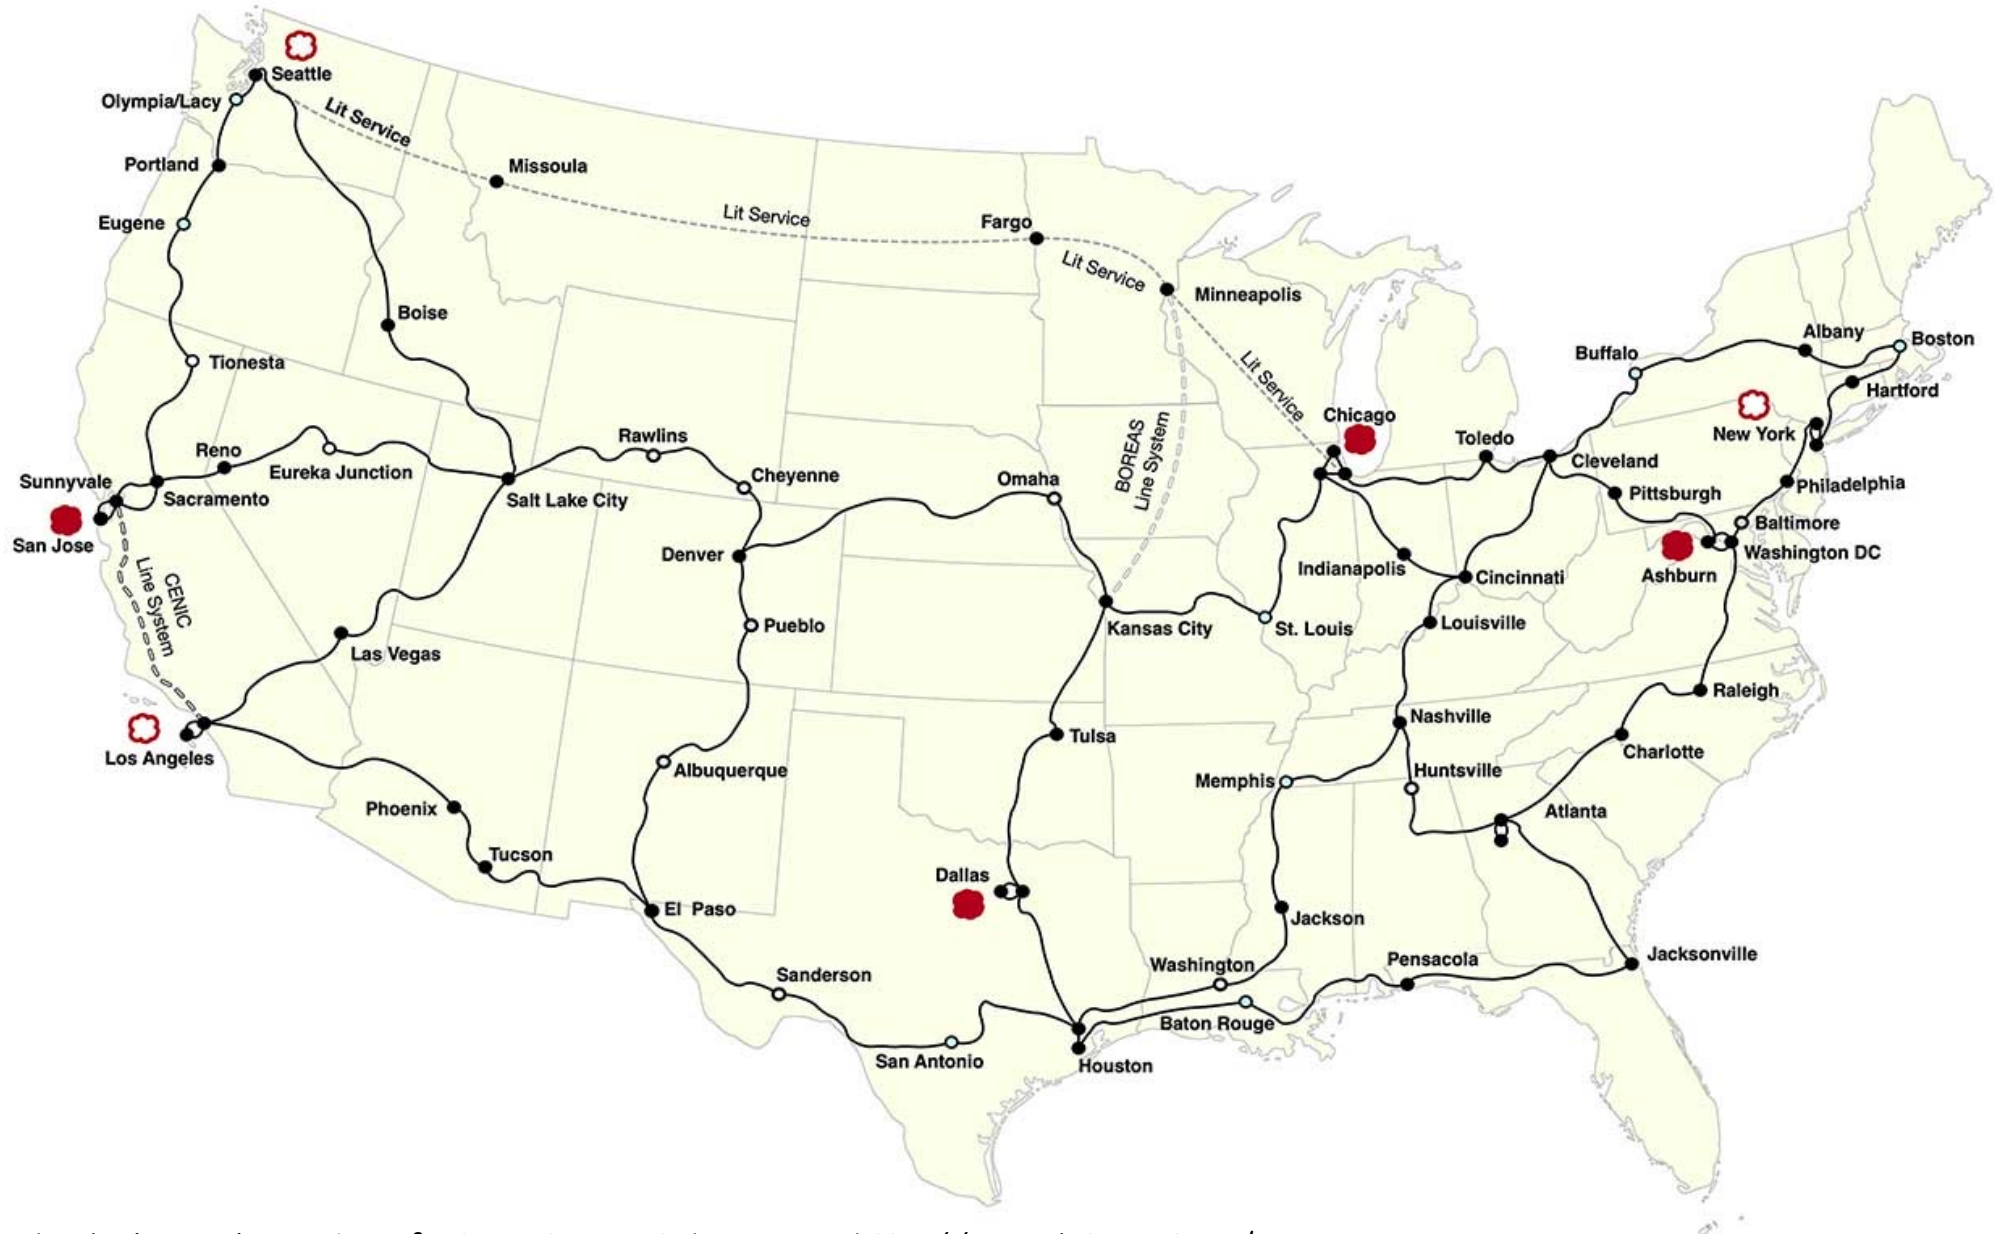 Seattle
Olympia/Lacy
Lit Service
Portland
Missoula
Eugene
Lit Service
Fargo
Lit Service
Minneapolis
Boise
Tionesta
Lit Service
Albany
Boston
Buffalo
Hartford
Chicago
New York
BOREAS
Line System
Toledo
Cleveland
Rawlins
Reno
Eureka Junction
Cheyenne
Omaha
Sunnyvale
Sacramento
Salt Lake City
Pittsburgh
Philadelphia
Baltimore
Washington DC
San Jose
Denver
Indianapolis
Cincinnati
Ashburn
CENIC
Line System
Pueblo
Kansas City
St. Louis
Louisville
Las Vegas
Raleigh
Nashville
Tulsa
Charlotte
Los Angeles
Albuquerque
Memphis
Huntsville
Phoenix
Atlanta
Tucson
Dallas
El Paso
Jackson
Sanderson
Washington
Pensacola
Jacksonville
Baton Rouge
San Antonio
Houston